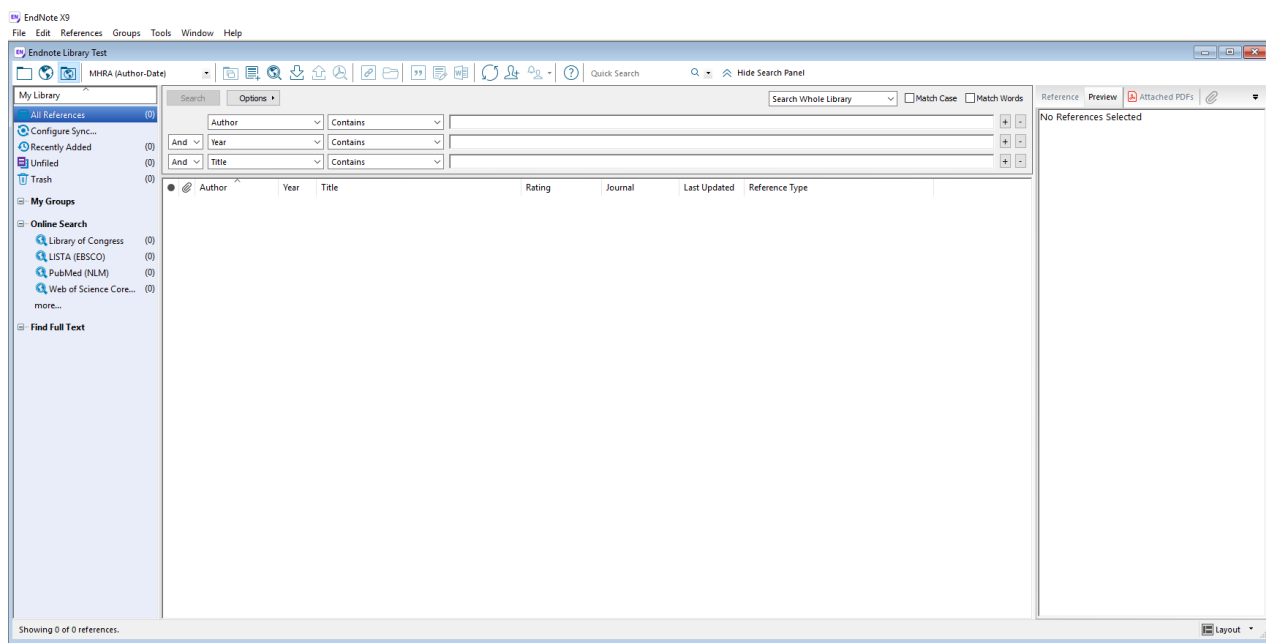 EN EndNote X9
File Edit References Groups Tools Window Help
EN Endnote Library Test
MHRA (Author-Date) Quick Search Hide Search Panel
My Library
All References (0)
Configure Sync...
Recently Added (0)
Unfiled (0)
Trash (0)
My Groups
Online Search
Library of Congress (0)
LISTA (EBSCO) (0)
PubMed (NLM) (0)
Web of Science Core... (0)
more...
Find Full Text
Search Options Search Whole Library Match Case Match Words
Author Contains + -
And Year Contains + -
And Title Contains + -
Author Year Title Rating Journal Last Updated Reference Type
Reference Preview Attached PDFs
No References Selected
Showing 0 of 0 references. Layout